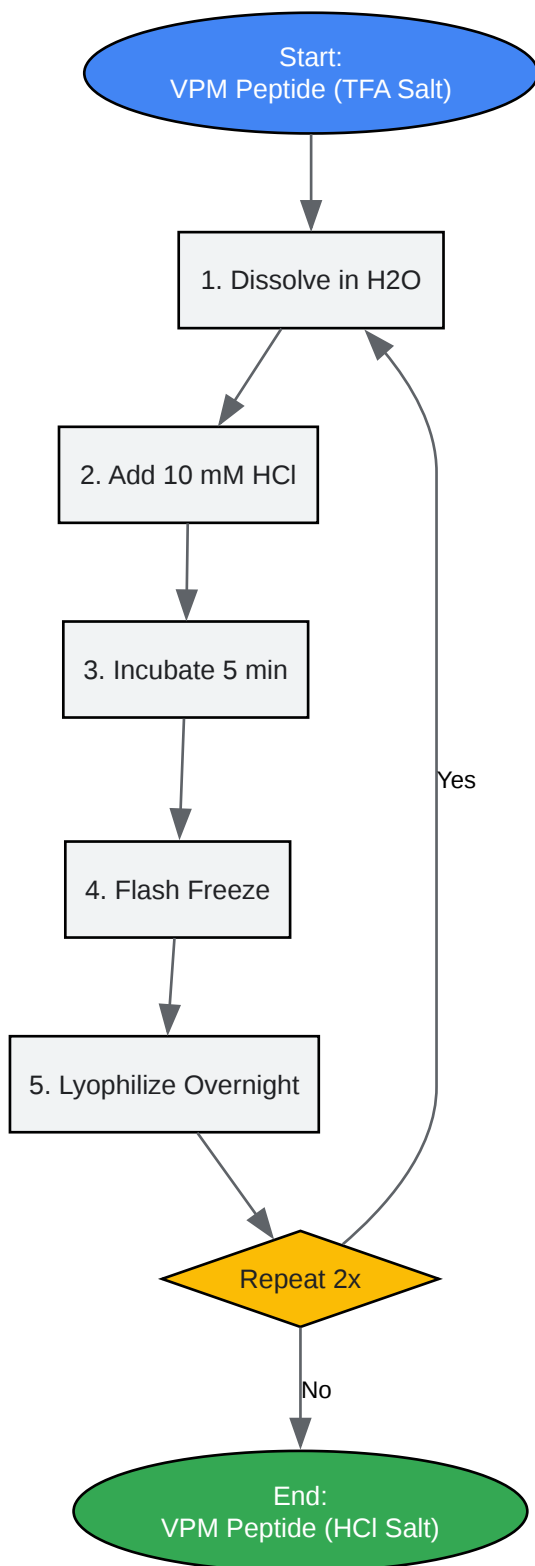 Start:
VPM Peptide (TFA Salt)
1. Dissolve in H2O
2. Add 10 mM HCl
3. Incubate 5 min
4. Flash Freeze
5. Lyophilize Overnight
Yes
Repeat 2x
No
End:
VPM Peptide (HCl Salt)